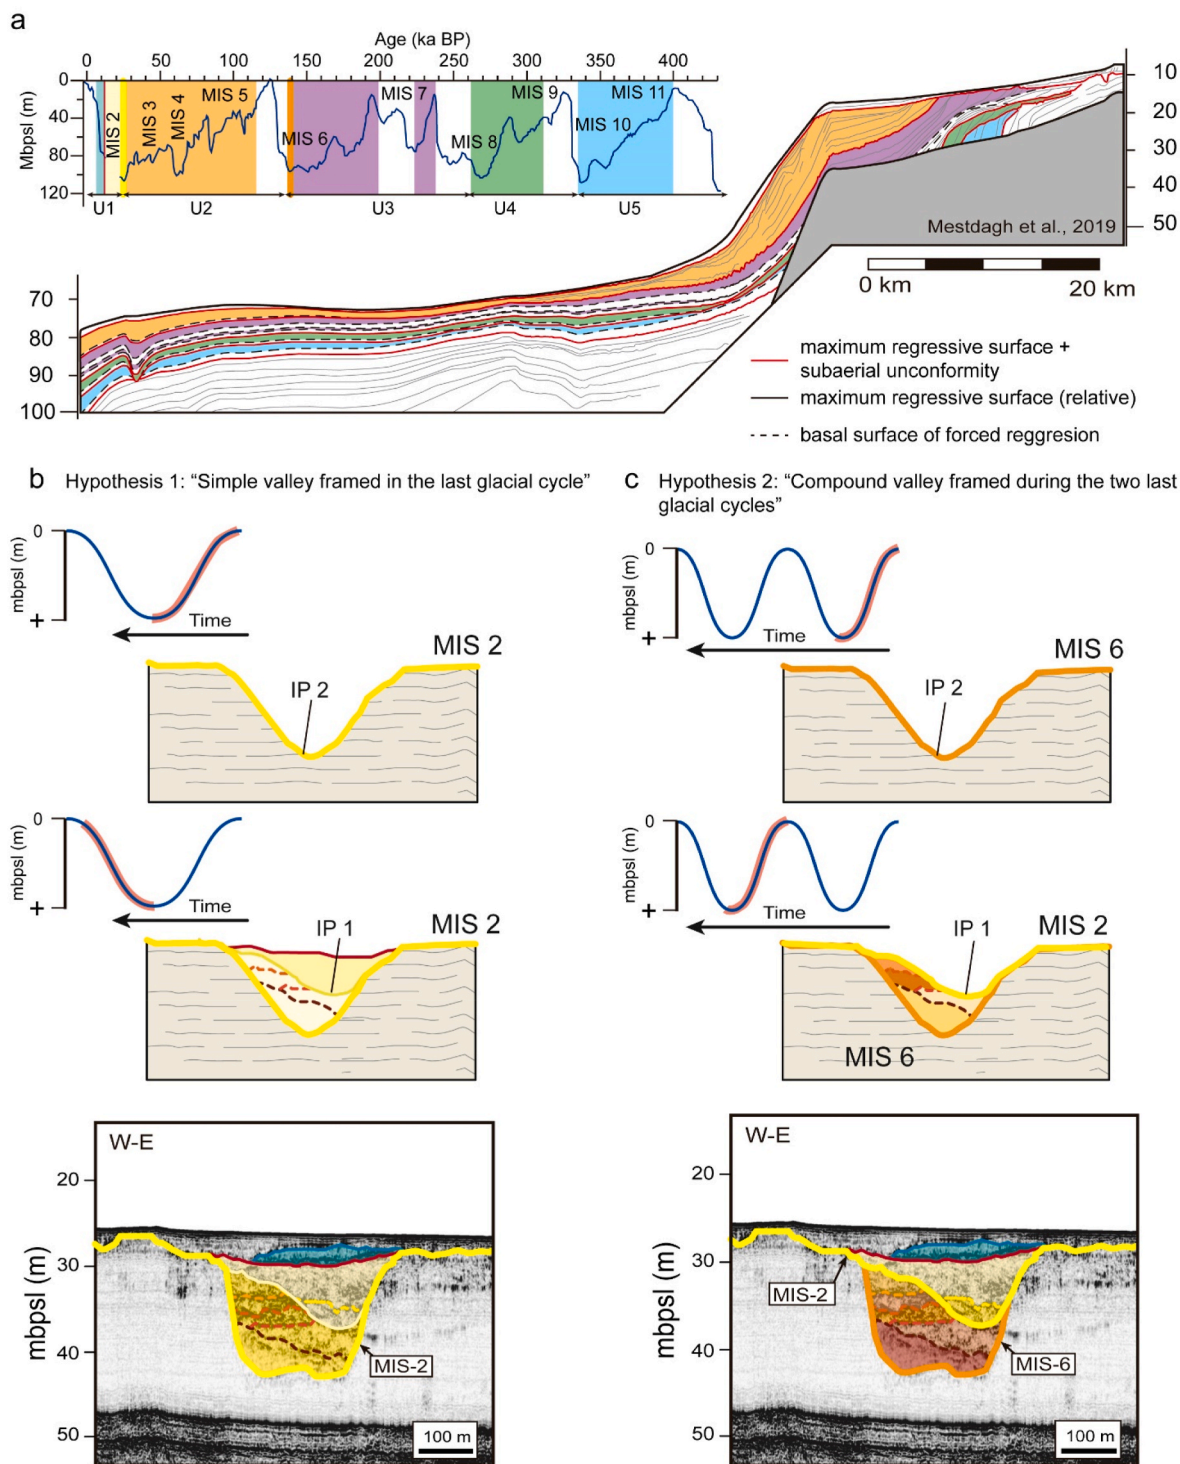 a
Age (ka BP)
0 50 100 150 200 250 300 350 400
Mbpsl (m)
0
40
80
120
MIS 2
MIS 3
MIS 4
MIS 5
MIS 6
MIS 7
MIS 8
MIS 9
MIS 10
MIS 11
U1 U2 U3 U4 U5
10
20
30
40
50
Mestdagh et al., 2019
0 km 20 km
70
80
90
100
maximum regressive surface +
subaerial unconformity
maximum regressive surface (relative)
basal surface of forced reggresion
b Hypothesis 1: “Simple valley framed in the last glacial cycle”
mbpsl (m)
0
+
Time
MIS 2
IP 2
mbpsl (m)
0
+
Time
MIS 2
IP 1
W-E
mbpsl (m)
20
30
40
50
MIS-2
100 m
c Hypothesis 2: “Compound valley framed during the two last
glacial cycles”
mbpsl (m)
0
+
Time
MIS 6
IP 2
mbpsl (m)
0
+
Time
MIS 2
IP 1
MIS 6
W-E
mbpsl (m)
20
30
40
50
MIS-2
MIS-6
100 m